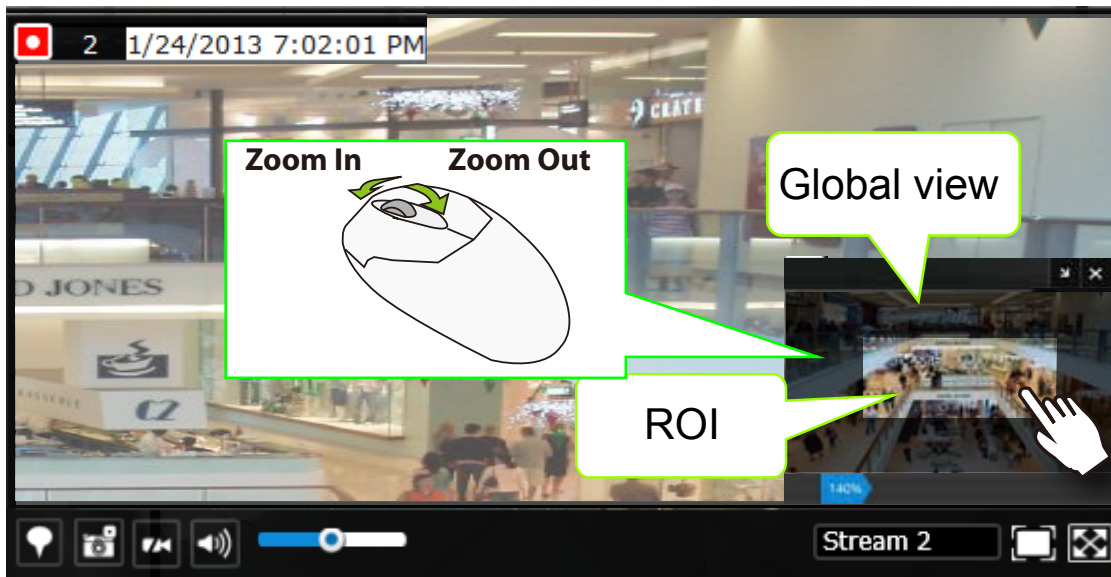 2 1/24/2013 7:02:01 PM
Zoom In Zoom Out
Global view
D JONES
ROI
140%
Stream 2